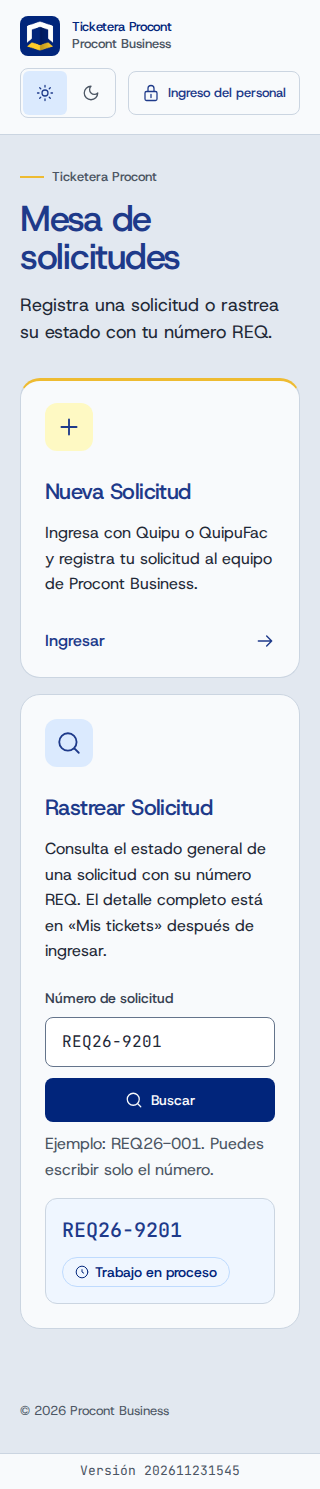 Ticketera Procont
Procont Business
Ingreso del personal
Ticketera Procont
Mesa de
solicitudes
Registra una solicitud o rastrea
su estado con tu número REQ.
Nueva Solicitud
Ingresa con Quipu o QuipuFac
y registra tu solicitud al equipo
de Procont Business.
Ingresar
Rastrear Solicitud
Consulta el estado general de
una solicitud con su número
REQ. El detalle completo está
en «Mis tickets» después de
ingresar.
Número de solicitud
REQ26-9201
Buscar
Ejemplo: REQ26-001. Puedes
escribir solo el número.
REQ26-9201
Trabajo en proceso
© 2026 Procont Business
Versión 202611231545